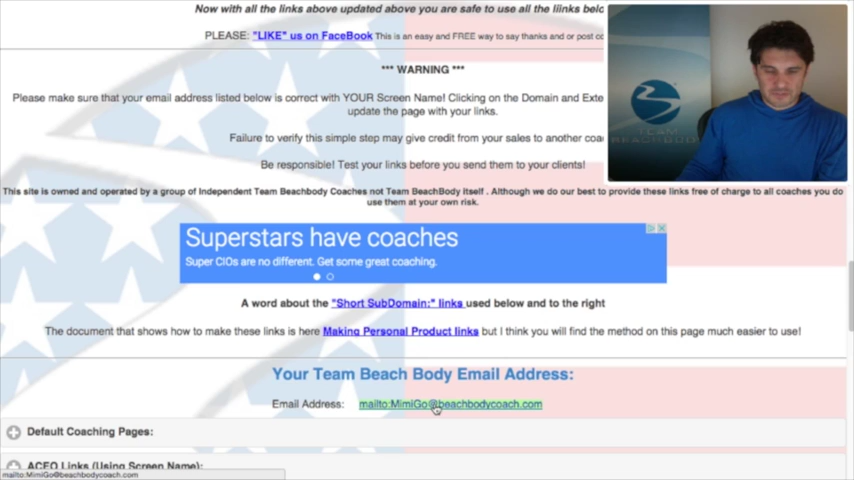 Now with all the links above updated above you are safe to use all the liinks belo
PLEASE: "LIKE" us on FaceBook This is an easy and FREE way to say thanks and or post co
*** WARNING ***
Please make sure that your email address listed below is correct with YOUR Screen Name! Clicking on the Domain and Exte
update the page with your links.
Failure to verify this simple step may give credit from your sales to another coa
Be responsible! Test your links before you send them to your clients!
This site is owned and operated by a group of Independent Team Beachbody Coaches not Team BeachBody Itself . Although we do our best to provide these links free of charge to all coaches you do
use them at your own risk.
Superstars have coaches
Super CIOs are no different. Get some great coaching.
A word about the "Short SubDomain:" links used below and to the right
The document that shows how to make these links is here Making Personal Product links but I think you will find the method on this page much easier to use!
Your Team Beach Body Email Address:
Email Address: mailto:MimiGo@beachbodycoach.com
Default Coaching Pages:
ACEO Links (Using Screen Name):
mailto:MimiGo@beachbodycoach.com
TEAM
BEACHBODY